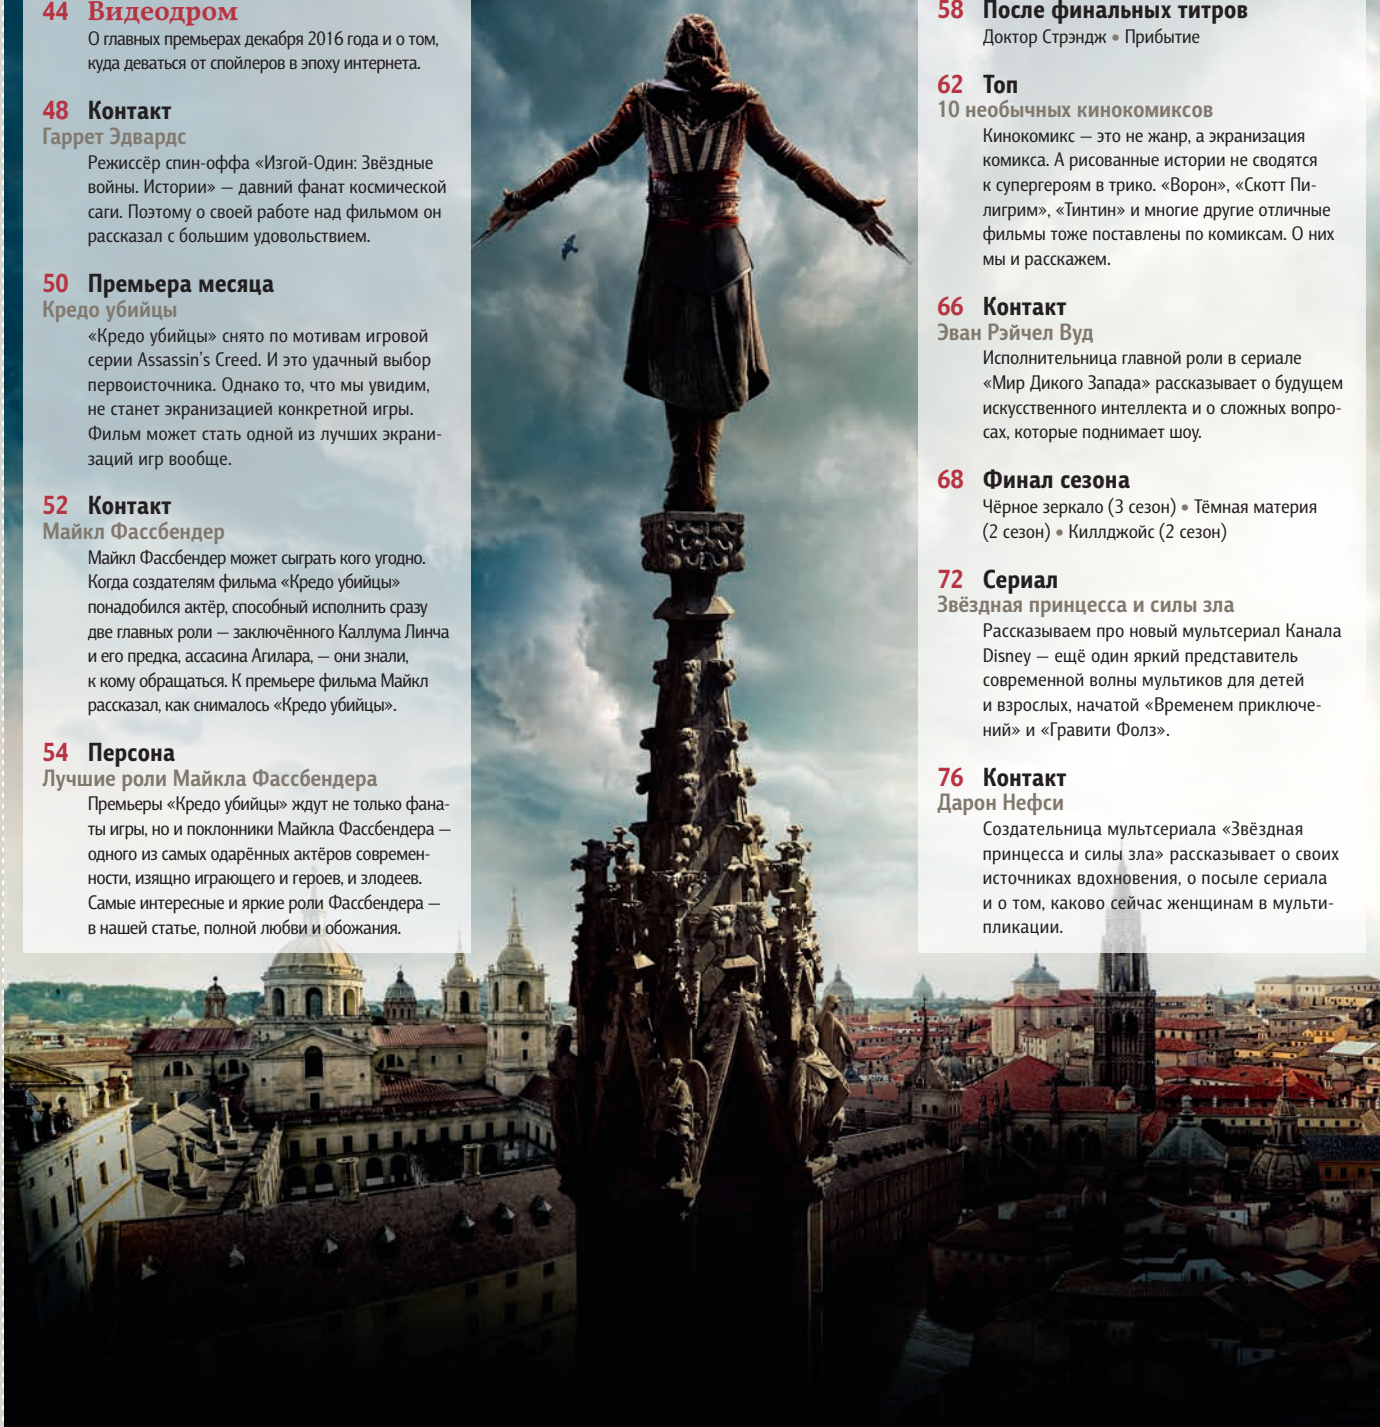 44 Видеодром
О главных премьерах декабря 2016 года и о том,
куда деваться от спойлеров в эпоху интернета.
48 Контакт
Гаррет Эдвардс
Режиссёр спин-оффа «Изгой-Один: Звёздные
войны. Истории» — давний фанат космической
саги. Поэтому о своей работе над фильмом он
рассказал с большим удовольствием.
50 Премьера месяца
Кредо убийцы
«Кредо убийцы» снято по мотивам игровой
серии Assassin's Creed. И это удачный выбор
первоисточника. Однако то, что мы увидим,
не станет экранизацией конкретной игры.
Фильм может стать одной из лучших экрани-
заций игр вообще.
52 Контакт
Майкл Фассбендер
Майкл Фассбендер может сыграть кого угодно.
Когда создателям фильма «Кредо убийцы»
понадобился актёр, способный исполнить сразу
две главных роли — заключённого Каллума Линча
и его предка, ассасина Агилара, — они знали,
к кому обращаться. К премьере фильма Майкл
рассказал, как снималось «Кредо убийцы».
54 Персона
Лучшие роли Майкла Фассбендера
Премьеры «Кредо убийцы» ждут не только фана-
ты игры, но и поклонники Майкла Фассбендера —
одного из самых одарённых актёров современ-
ности, изящно играющего и героев, и злодеев.
Самые интересные и яркие роли Фассбендера —
в нашей статье, полной любви и обожания.
58 После финальных титров
Доктор Стрэндж • Прибытие
62 Топ
10 необычных кинокомиксов
Кинокомикс — это не жанр, а экранизация
комикса. А рисованные истории не сводятся
к супергероям в трико. «Ворон», «Скотт Пи-
лигрим», «Тинтин» и многие другие отличные
фильмы тоже поставлены по комиксам. О них
мы и расскажем.
66 Контакт
Эван Рэйчел Вуд
Исполнительница главной роли в сериале
«Мир Дикого Запада» рассказывает о будущем
искусственного интеллекта и о сложных вопро-
сах, которые поднимает шоу.
68 Финал сезона
Чёрное зеркало (3 сезон) • Тёмная материя
(2 сезон) • Киллджойс (2 сезон)
72 Сериал
Звёздная принцесса и силы зла
Рассказываем про новый мультсериал Канала
Disney — ещё один яркий представитель
современной волны мультиков для детей
и взрослых, начатой «Временем приключе-
ний» и «Гравити Фолз».
76 Контакт
Дарон Нефси
Создательница мультсериала «Звёздная
принцесса и силы зла» рассказывает о своих
источниках вдохновения, о посыле сериала
и о том, каково сейчас женщинам в мульти-
пликации.